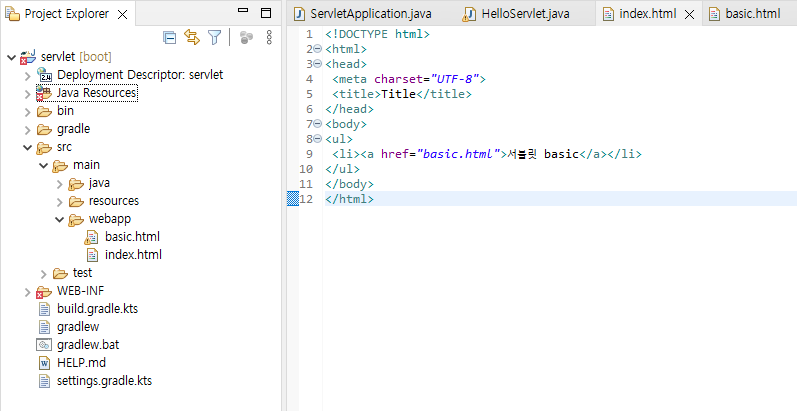 Project Explorer
servlet [boot]
Deployment Descriptor: servlet
Java Resources
bin
gradle
src
main
java
resources
webapp
basic.html
index.html
test
WEB-INF
build.gradle.kts
gradlew
gradlew.bat
HELP.md
settings.gradle.kts
ServletApplication.java HelloServlet.java index.html basic.html
1 <!DOCTYPE html>
2 <html>
3 <head>
4 <meta charset="UTF-8">
5 <title>Title</title>
6 </head>
7 <body>
8 <ul>
9 <li><a href="basic.html">서블릿 basic</a></li>
10 </ul>
11 </body>
12 </html>